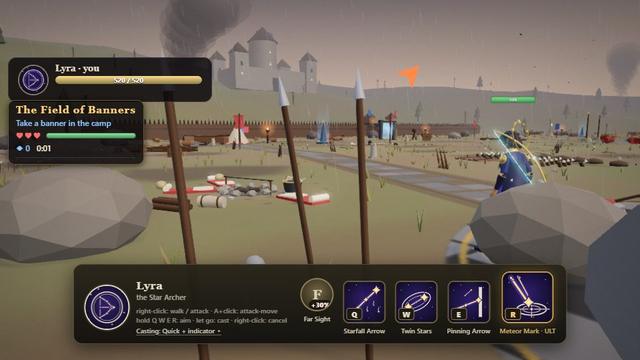 Lyra · you
520 / 520
The Field of Banners
Take a banner in the camp
0 0:01
Lyra
the Star Archer
right-click: walk / attack · A+click: attack-move
hold Q W E R: aim · let go: cast · right-click: cancel
Casting: Quick + indicator
F
+30%
Far Sight
Q
Starfall Arrow
W
Twin Stars
E
Pinning Arrow
R
Meteor Mark · ULT